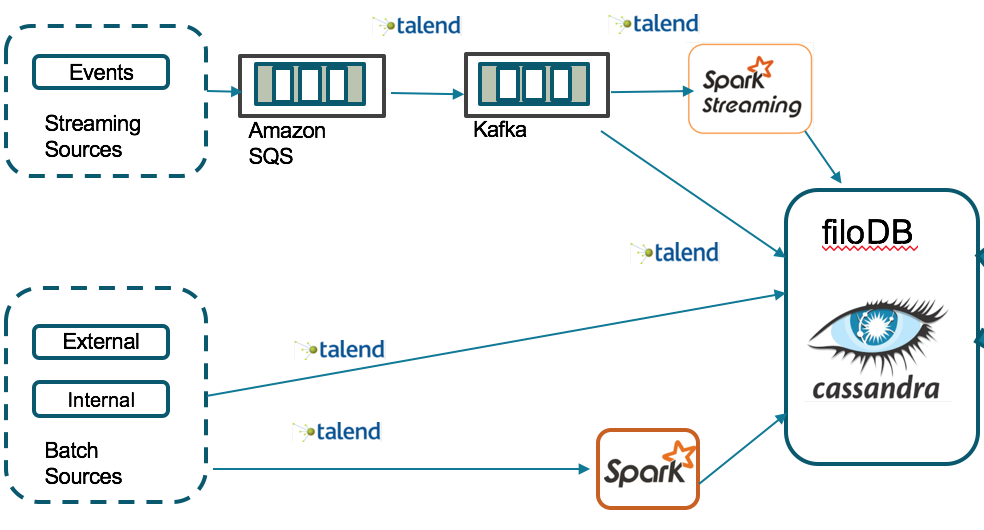 talend
talend
Events
Streaming
Sources
Amazon
SQS
Kafka
Spark
Streaming
filoDB
talend
External
Internal
Batch
Sources
talend
talend
Spark
cassandra